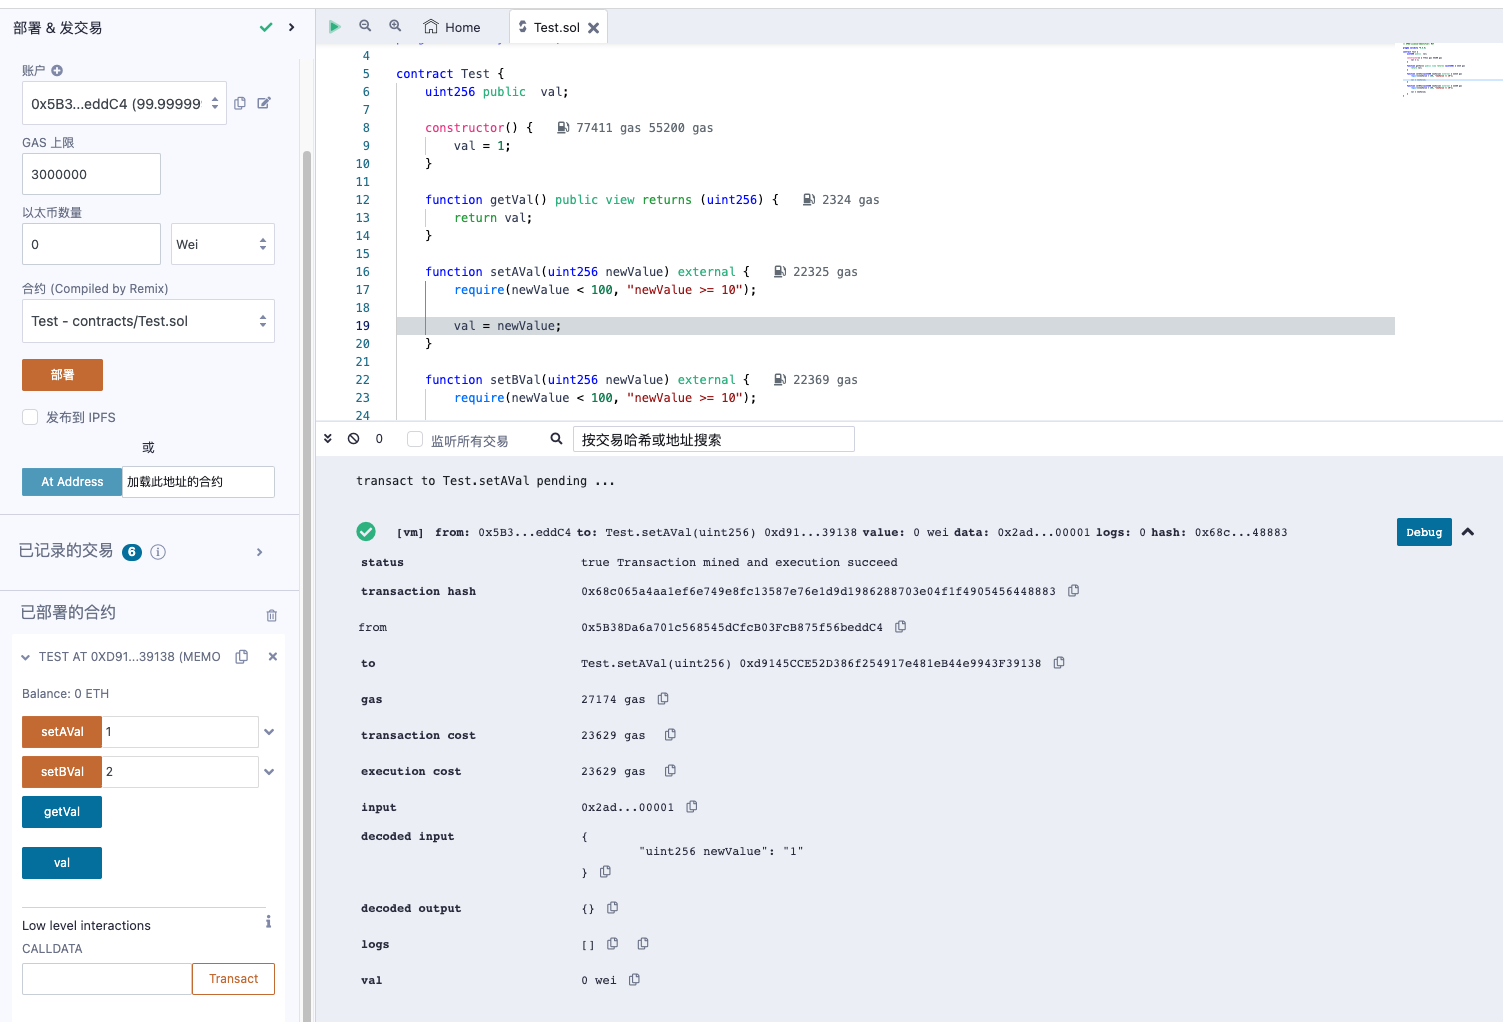 部署 & 发交易
账户
0x5B3...eddC4 (99.99999
GAS 上限
3000000
以太币数量
0
Wei
合约 (Compiled by Remix)
Test - contracts/Test.sol
部署
发布到 IPFS
或
At Address 加载此地址的合约
已记录的交易 6 i
已部署的合约
TEST AT 0XD91...39138 (MEMO
Balance: 0 ETH
setAVal 1
setBVal 2
getVal
val
Low level interactions
CALLDATA
Transact
Home
Test.sol
4
5 contract Test {
6 uint256 public val;
7
8 constructor() { 77411 gas 55200 gas
9 val = 1;
10 }
11
12 function getVal() public view returns (uint256) { 2324 gas
13 return val;
14 }
15
16 function setAVal(uint256 newValue) external { 22325 gas
17 require(newValue < 100, "newValue >= 10");
18
19 val = newValue;
20 }
21
22 function setBVal(uint256 newValue) external { 22369 gas
23 require(newValue < 100, "newValue >= 10");
24
0 监听所有交易 按交易哈希或地址搜索
transact to Test.setAVal pending ...
[vm] from: 0x5B3...eddC4 to: Test.setAVal(uint256) 0xd91...39138 value: 0 wei data: 0x2ad...00001 logs: 0 hash: 0x68c...48883
Debug
status true Transaction mined and execution succeed
transaction hash 0x68c065a4aa1ef6e749e8fc13587e76e1d9d1986288703e04f1f4905456448883
from 0x5B38Da6a701c568545dCfcB03FcB875f56beddC4
to Test.setAVal(uint256) 0xd9145CCE52D386f254917e481eB44e9943F39138
gas 27174 gas
transaction cost 23629 gas
execution cost 23629 gas
input 0x2ad...00001
decoded input {
"uint256 newValue": "1"
}
decoded output {}
logs []
val 0 wei